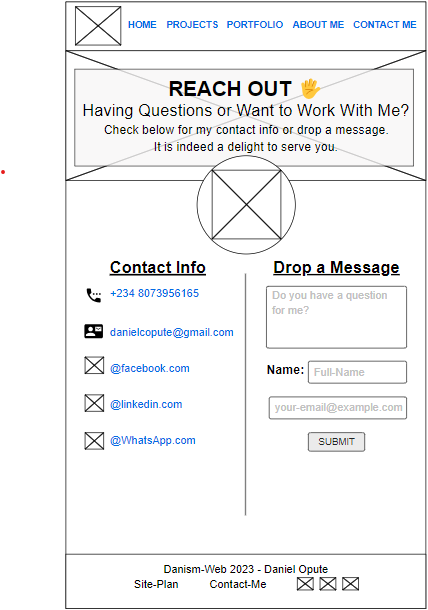 HOME PROJECTS PORTFOLIO ABOUT ME CONTACT ME
REACH OUT 🖐
Having Questions or Want to Work With Me?
Check below for my contact info or drop a message.
It is indeed a delight to serve you.
Contact Info
+234 8073956165
danielcopute@gmail.com
@facebook.com
@linkedin.com
@WhatsApp.com
Drop a Message
Do you have a question
for me?
Name: Full-Name
your-email@example.com
SUBMIT
Danism-Web 2023 - Daniel Opute
Site-Plan Contact-Me